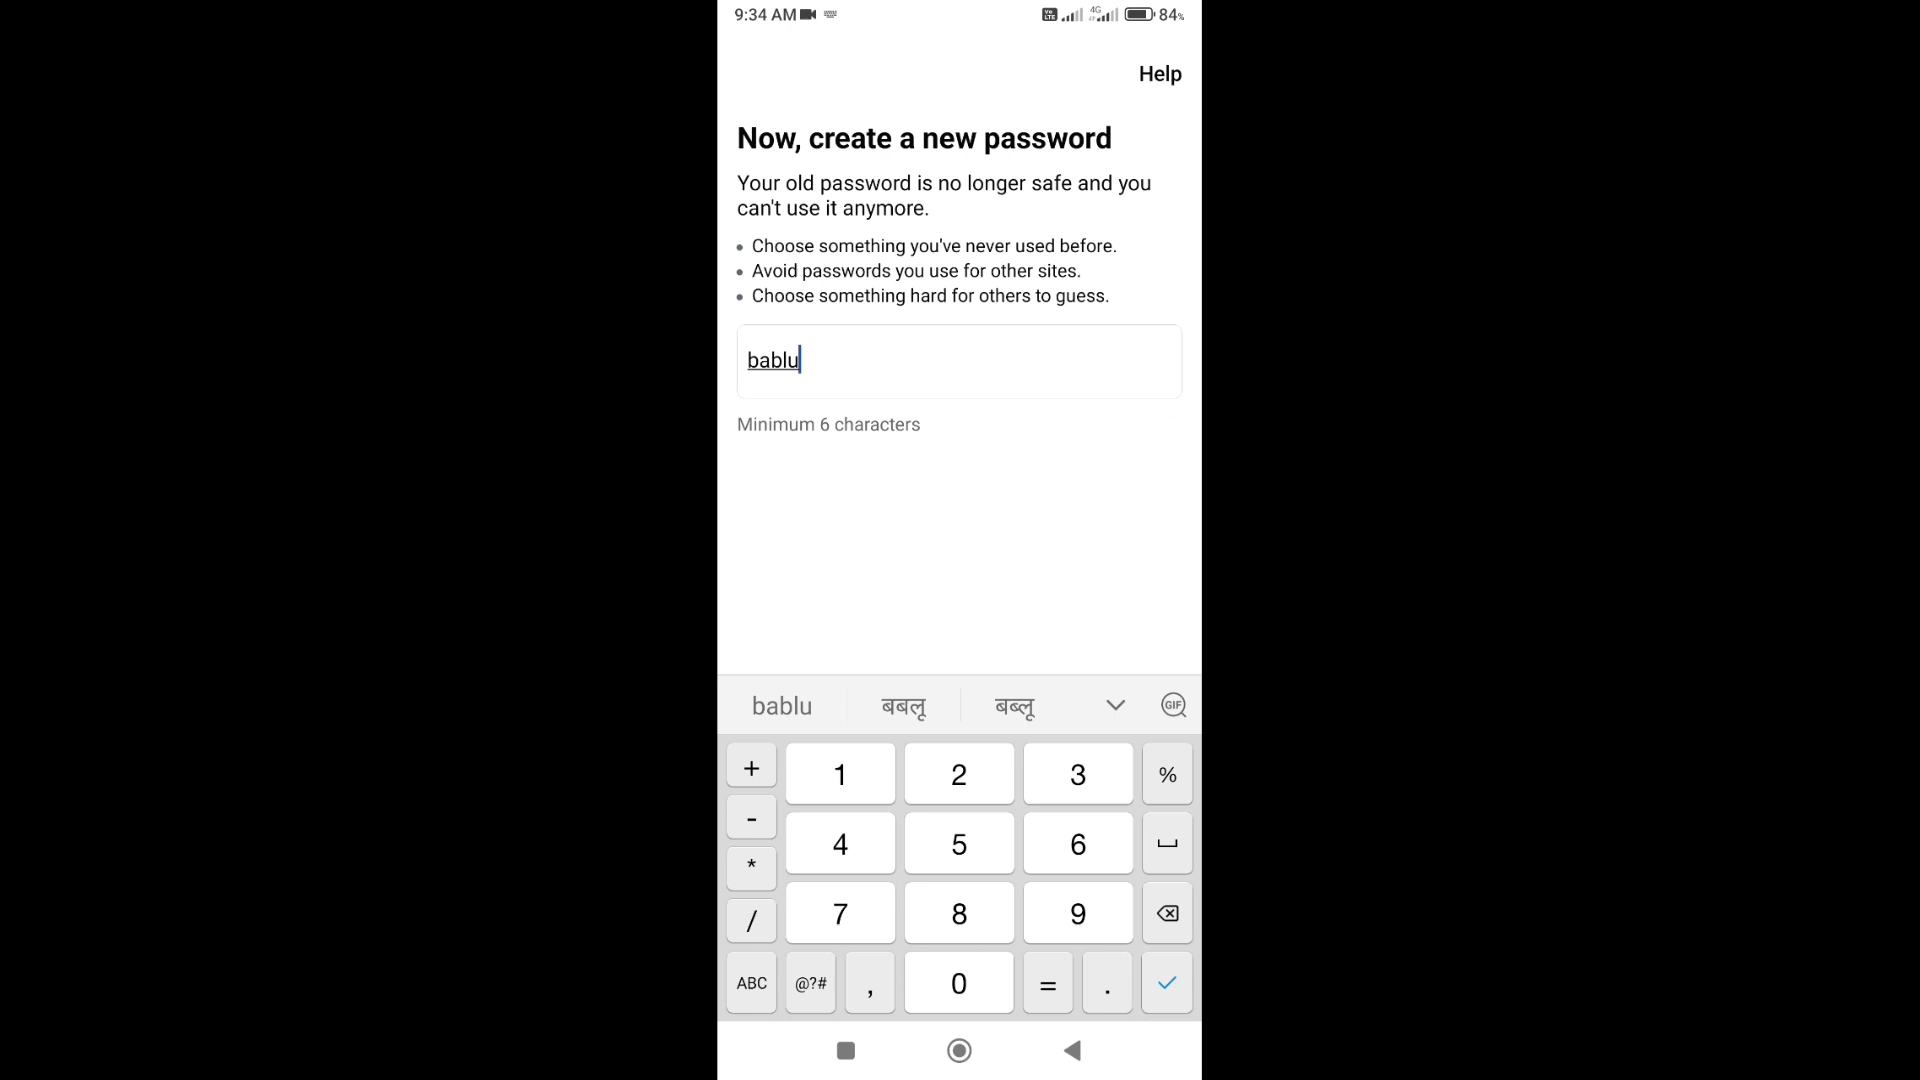 9:34 AM
VoLTE 4G 84%
Help
Now, create a new password
Your old password is no longer safe and you
can't use it anymore.
• Choose something you've never used before.
• Avoid passwords you use for other sites.
• Choose something hard for others to guess.
bablu
Minimum 6 characters
bablu बबलू बब्लू GIF
+ 1 2 3 %
- 4 5 6
*
/ 7 8 9
ABC @?# , 0 = .